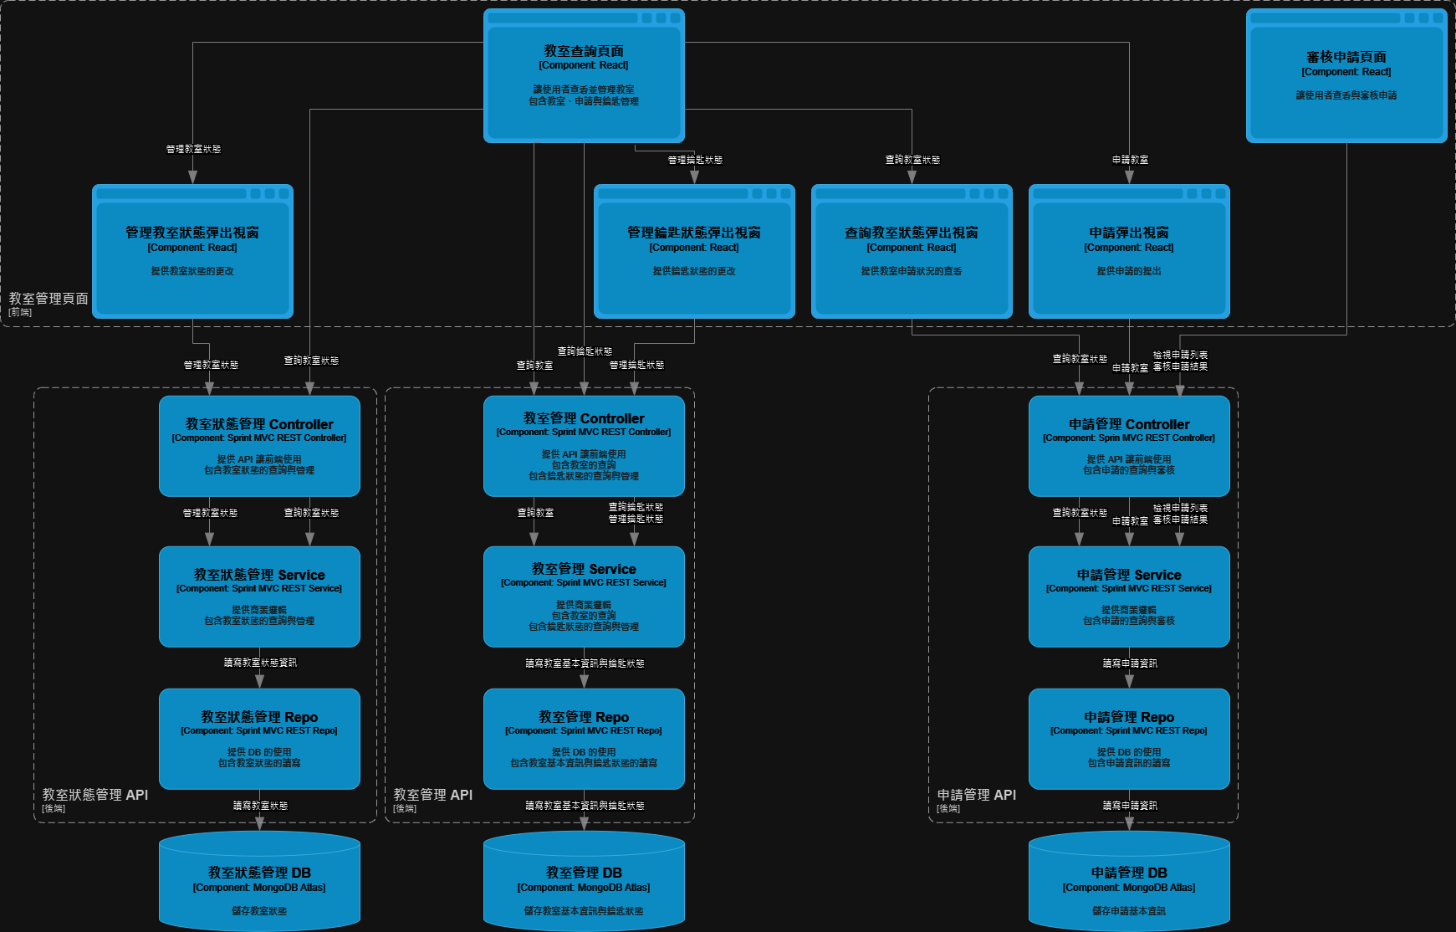 教室查詢頁面
[Component: React]
讓使用者查看並管理教室
包含教室、申請與鑰匙管理
審核申請頁面
[Component: React]
讓使用者查看與審核申請
管理教室狀態
管理鑰匙狀態
查詢教室狀態
申請教室
管理教室狀態彈出視窗
[Component: React]
提供教室狀態的更改
管理鑰匙狀態彈出視窗
[Component: React]
提供鑰匙狀態的更改
查詢教室狀態彈出視窗
[Component: React]
提供教室申請狀況的查看
申請彈出視窗
[Component: React]
提供申請的提出
教室管理頁面
[前端]
管理教室狀態
查詢教室狀態
查詢教室
查詢鑰匙狀態
管理鑰匙狀態
查詢教室狀態
申請教室
檢視申請列表
審核申請結果
教室狀態管理 Controller
[Component: Sprint MVC REST Controller]
提供 API 讓前端使用
包含教室狀態的查詢與管理
教室管理 Controller
[Component: Sprint MVC REST Controller]
提供 API 讓前端使用
包含教室的查詢
包含鑰匙狀態的查詢與管理
申請管理 Controller
[Component: Sprin MVC REST Controller]
提供 API 讓前端使用
包含申請的查詢與審核
管理教室狀態
查詢教室狀態
查詢教室
查詢鑰匙狀態
管理鑰匙狀態
查詢教室狀態
申請教室
檢視申請列表
審核申請結果
教室狀態管理 Service
[Component: Sprint MVC REST Service]
提供商業邏輯
包含教室狀態的查詢與管理
教室管理 Service
[Component: Sprint MVC REST Service]
提供商業邏輯
包含教室的查詢
包含鑰匙狀態的查詢與管理
申請管理 Service
[Component: Sprint MVC REST Service]
提供商業邏輯
包含申請的查詢與審核
讀寫教室狀態資訊
讀寫教室基本資訊與鑰匙狀態
讀寫申請資訊
教室狀態管理 Repo
[Component: Sprint MVC REST Repo]
提供 DB 的使用
包含教室狀態的讀寫
教室管理 Repo
[Component: Sprint MVC REST Repo]
提供 DB 的使用
包含教室基本資訊與鑰匙狀態的讀寫
申請管理 Repo
[Component: Sprint MVC REST Repo]
提供 DB 的使用
包含申請資訊的讀寫
教室狀態管理 API
[後端]
教室管理 API
[後端]
申請管理 API
[後端]
讀寫教室狀態
讀寫教室基本資訊與鑰匙狀態
讀寫申請資訊
教室狀態管理 DB
[Component: MongoDB Atlas]
儲存教室狀態
教室管理 DB
[Component: MongoDB Atlas]
儲存教室基本資訊與鑰匙狀態
申請管理 DB
[Component: MongoDB Atlas]
儲存申請基本資訊